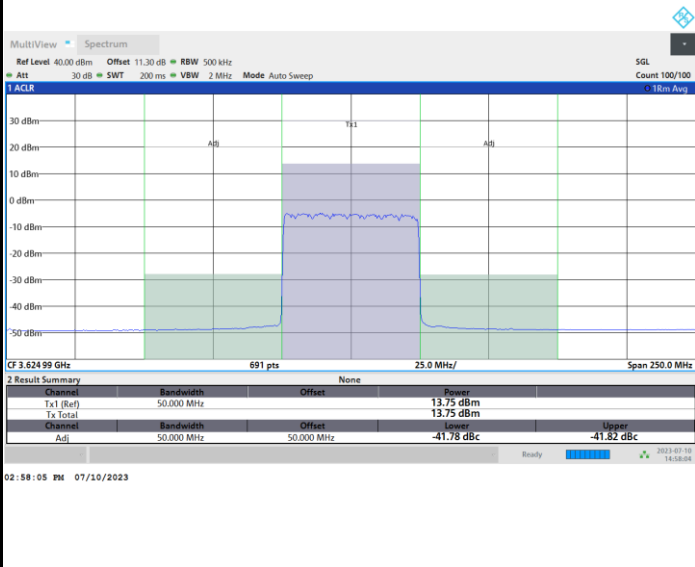 MultiView Spectrum
Ref Level 40.00 dBm Offset 11.30 dB RBW 500 kHz SGL
Att 30 dB SWT 200 ms VBW 2 MHz Mode Auto Sweep Count 100/100
1 ACLR 1Rm Avg
30 dBm
Tx1
20 dBm Adj Adj
10 dBm
0 dBm
-10 dBm
-20 dBm
-30 dBm
-40 dBm
-50 dBm
CF 3.624 99 GHz 691 pts 25.0 MHz/ Span 250.0 MHz
2 Result Summary None
Channel Bandwidth Offset Power
Tx1 (Ref) 50.000 MHz 13.75 dBm
Tx Total 13.75 dBm
Channel Bandwidth Offset Lower Upper
Adj 50.000 MHz 50.000 MHz -41.78 dBc -41.82 dBc
Ready 2023-07-10
14:58:04
02:58:05 PM 07/10/2023